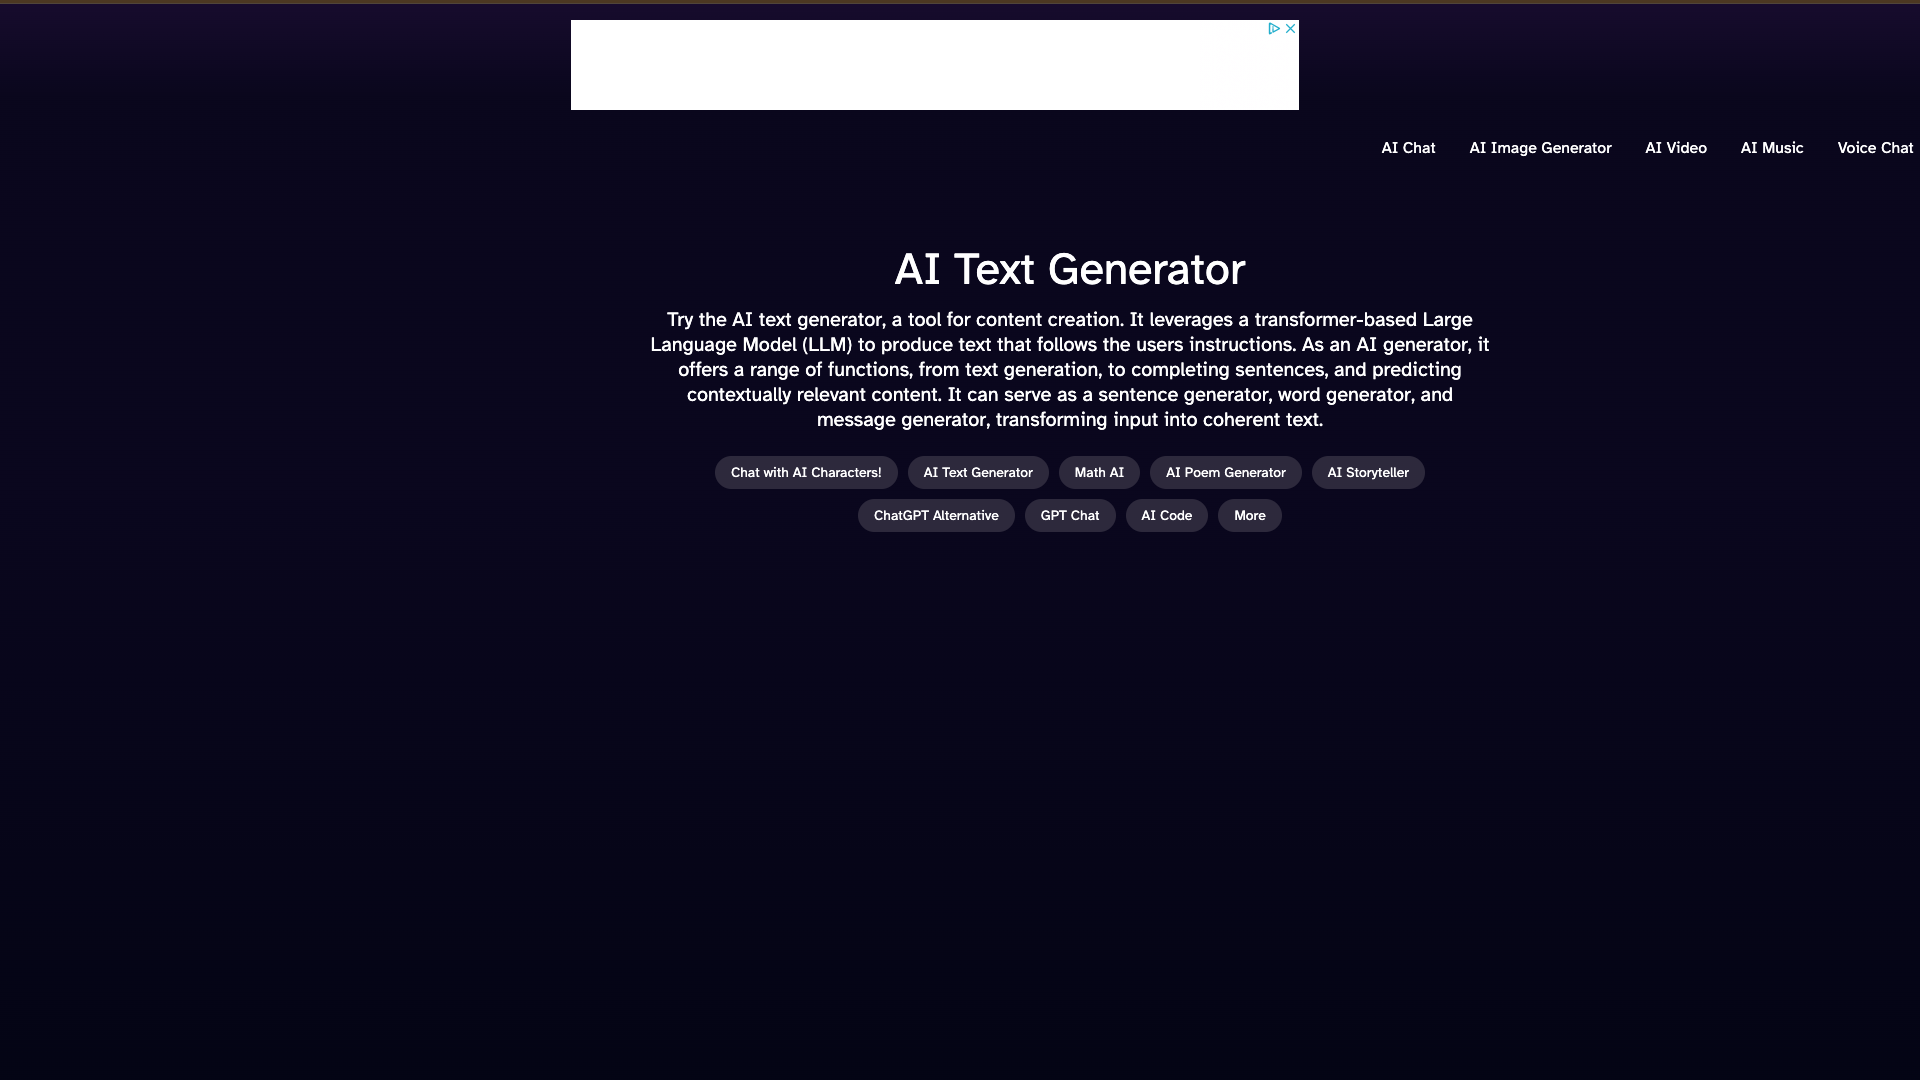 AI Chat AI Image Generator AI Video AI Music Voice Chat
AI Text Generator
Try the AI text generator, a tool for content creation. It leverages a transformer-based Large
Language Model (LLM) to produce text that follows the users instructions. As an AI generator, it
offers a range of functions, from text generation, to completing sentences, and predicting
contextually relevant content. It can serve as a sentence generator, word generator, and
message generator, transforming input into coherent text.
Chat with AI Characters! AI Text Generator Math AI AI Poem Generator AI Storyteller
ChatGPT Alternative GPT Chat AI Code More